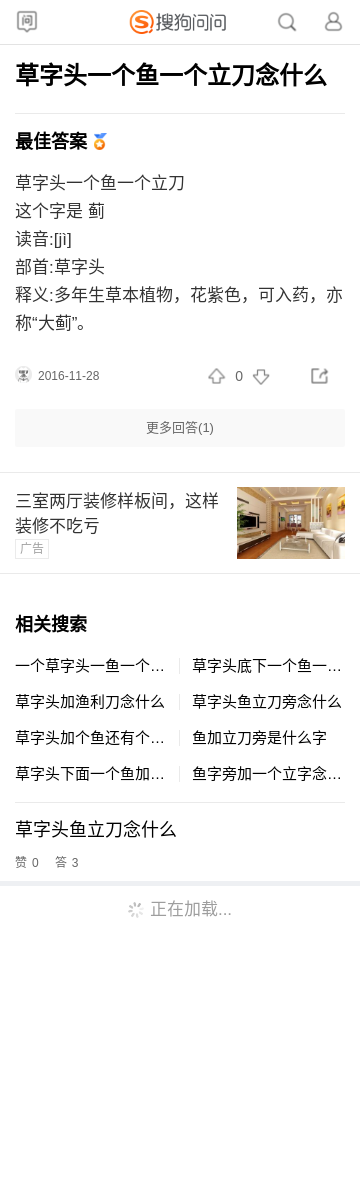 问
搜狗问问
草字头一个鱼一个立刀念什么
最佳答案
草字头一个鱼一个立刀
这个字是 蓟
读音:[jì]
部首:草字头
释义:多年生草本植物，花紫色，可入药，亦
称“大蓟”。
2016-11-28
0
更多回答(1)
三室两厅装修样板间，这样
装修不吃亏
广告
相关搜索
一个草字头一鱼一个…
草字头底下一个鱼一…
草字头加渔利刀念什么
草字头鱼立刀旁念什么
草字头加个鱼还有个…
鱼加立刀旁是什么字
草字头下面一个鱼加…
鱼字旁加一个立字念…
草字头鱼立刀念什么
赞 0 答 3
正在加载...